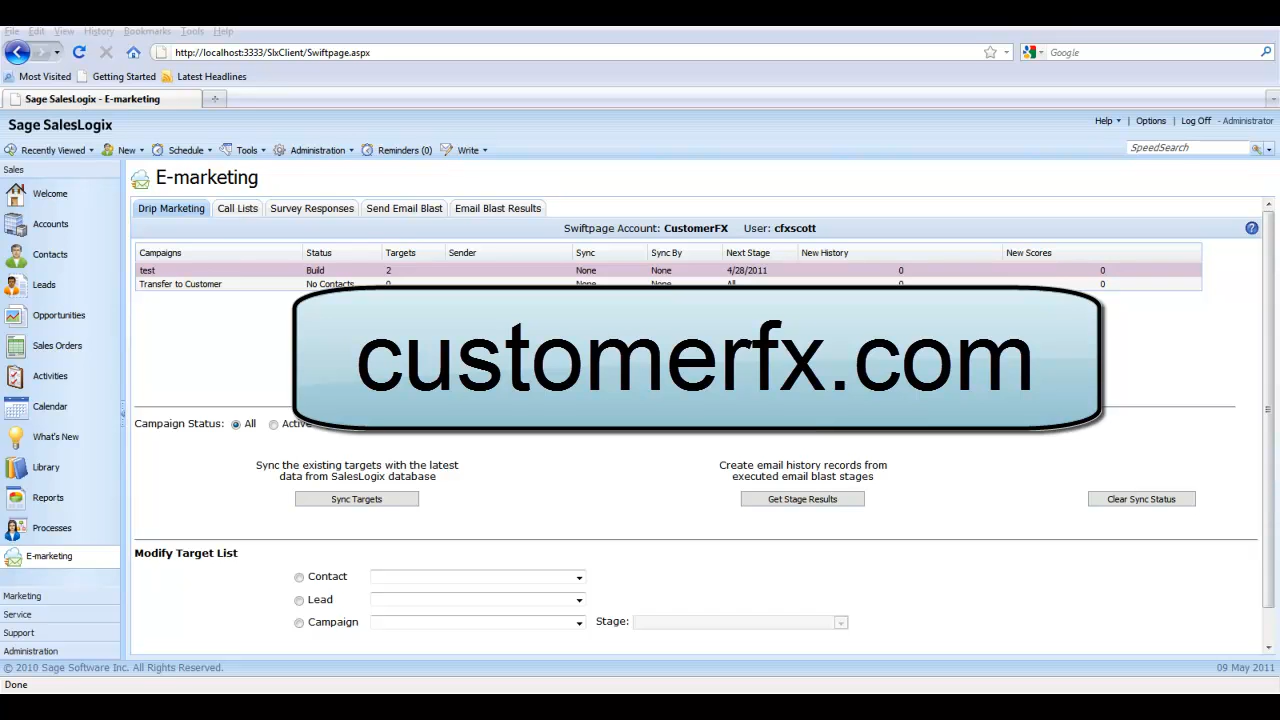 File Edit View History Bookmarks Tools Help
http://localhost:3333/SlxClient/Swiftpage.aspx
Google
Most Visited Getting Started Latest Headlines
Sage SalesLogix - E-marketing
Sage SalesLogix
Help Options Log Off - Administrator
Recently Viewed New Schedule Tools Administration Reminders (0) Write
SpeedSearch
Sales
Welcome
Accounts
Contacts
Leads
Opportunities
Sales Orders
Activities
Calendar
What's New
Library
Reports
Processes
E-marketing
Marketing
Service
Support
Administration
E-marketing
Drip Marketing Call Lists Survey Responses Send Email Blast Email Blast Results
Swiftpage Account: CustomerFX User: cfxscott
Campaigns Status Targets Sender Sync Sync By Next Stage New History New Scores
test Build 2 None None 4/28/2011 0 0
Transfer to Customer No Contacts 0 None None All 0 0
customerfx.com
Campaign Status: All Active
Sync the existing targets with the latest
data from SalesLogix database
Sync Targets
Create email history records from
executed email blast stages
Get Stage Results
Clear Sync Status
Modify Target List
Contact
Lead
Campaign Stage:
© 2010 Sage Software Inc. All Rights Reserved. 09 May 2011
Done